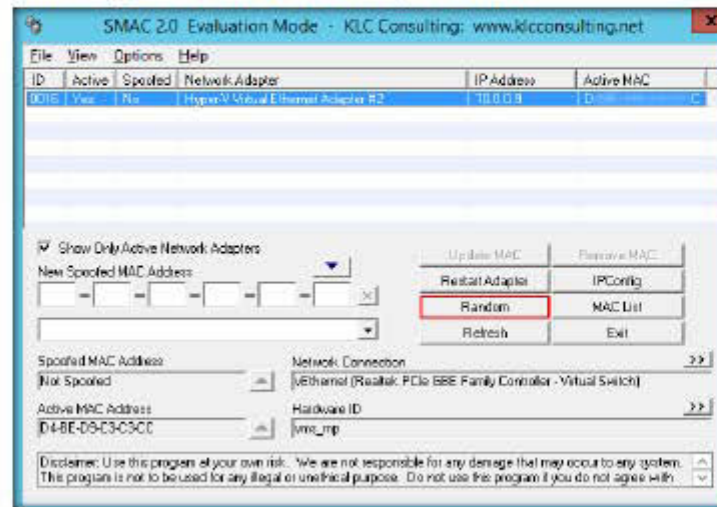 SMAC 2.0 Evaluation Mode - KLC Consulting: www.klcconsulting.net
File View Options Help
ID Active Spoofed Network Adapter IP Address Active MAC
0016 Yes No Hyper-V Virtual Ethernet Adapter #2 10.0.0.9 D C
Show Only Active Network Adapters
New Spoofed MAC Address
Update MAC Remove MAC
Restart Adapter IPConfig
Random MAC List
Refresh Exit
Spoofed MAC Address
Not Spoofed
Network Connection >>
vEthernet (Realtek PCIe GBE Family Controller - Virtual Switch)
Active MAC Address
D4-BE-D9-C3-C3-CC
Hardware ID >>
vms_mp
Disclaimer: Use this program at your own risk. We are not responsible for any damage that may occur to any system.
This program is not to be used for any illegal or unethical purpose. Do not use this program if you do not agree with